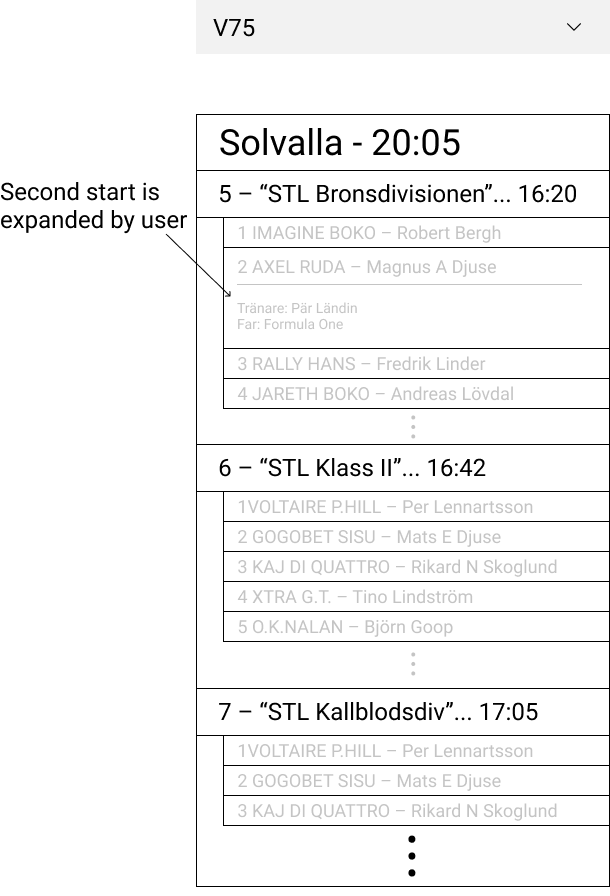 V75
Solvalla - 20:05
Second start is
expanded by user
5 – “STL Bronsdivisionen”... 16:20
1 IMAGINE BOKO – Robert Bergh
2 AXEL RUDA – Magnus A Djuse
Tränare: Pär Ländin
Far: Formula One
3 RALLY HANS – Fredrik Linder
4 JARETH BOKO – Andreas Lövdal
6 – “STL Klass II”... 16:42
1VOLTAIRE P.HILL – Per Lennartsson
2 GOGOBET SISU – Mats E Djuse
3 KAJ DI QUATTRO – Rikard N Skoglund
4 XTRA G.T. – Tino Lindström
5 O.K.NALAN – Björn Goop
7 – “STL Kallblodsdiv”... 17:05
1VOLTAIRE P.HILL – Per Lennartsson
2 GOGOBET SISU – Mats E Djuse
3 KAJ DI QUATTRO – Rikard N Skoglund